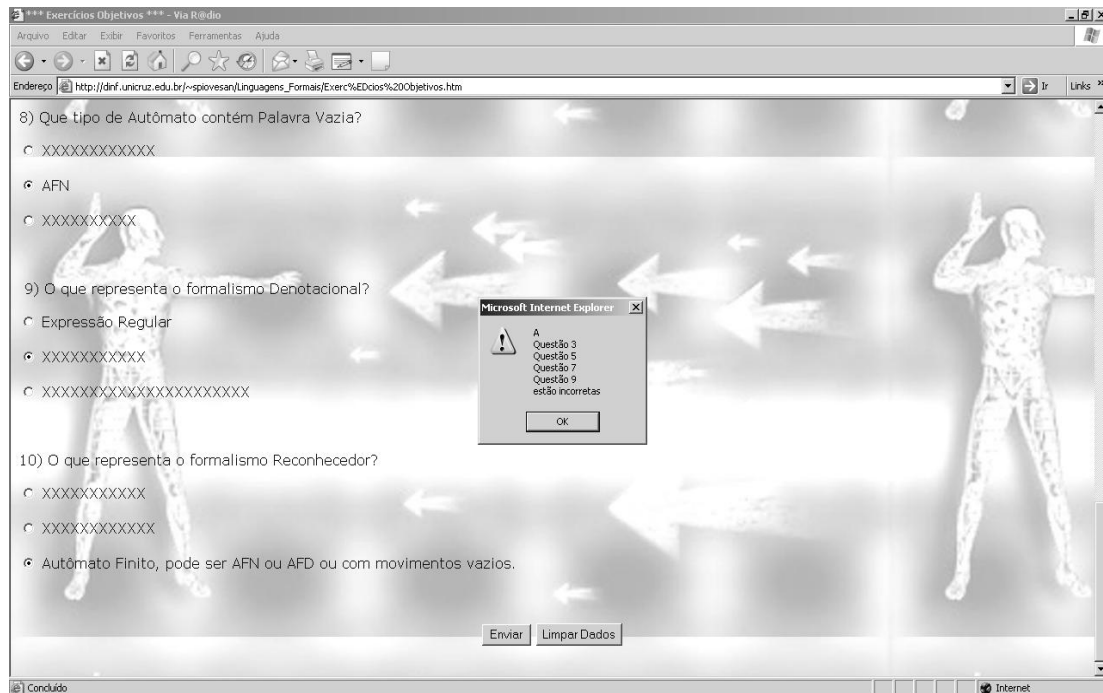 *** Exercícios Objetivos *** - Via R@dio
Arquivo Editar Exibir Favoritos Ferramentas Ajuda
Endereço http://dinf.unicruz.edu.br/~spiovesan/Linguagens_Formais/Exerc%EDcios%20Objetivos.htm Ir Links »
8) Que tipo de Autômato contém Palavra Vazia?
XXXXXXXXXXXX
AFN
XXXXXXXXXX
9) O que representa o formalismo Denotacional?
Expressão Regular
XXXXXXXXXXX
XXXXXXXXXXXXXXXXXXXXXX
Microsoft Internet Explorer
A
Questão 3
Questão 5
Questão 7
Questão 9
estão incorretas
OK
10) O que representa o formalismo Reconhecedor?
XXXXXXXXXXX
XXXXXXXXXXXX
Autômato Finito, pode ser AFN ou AFD ou com movimentos vazios.
Enviar Limpar Dados
Concluído Internet